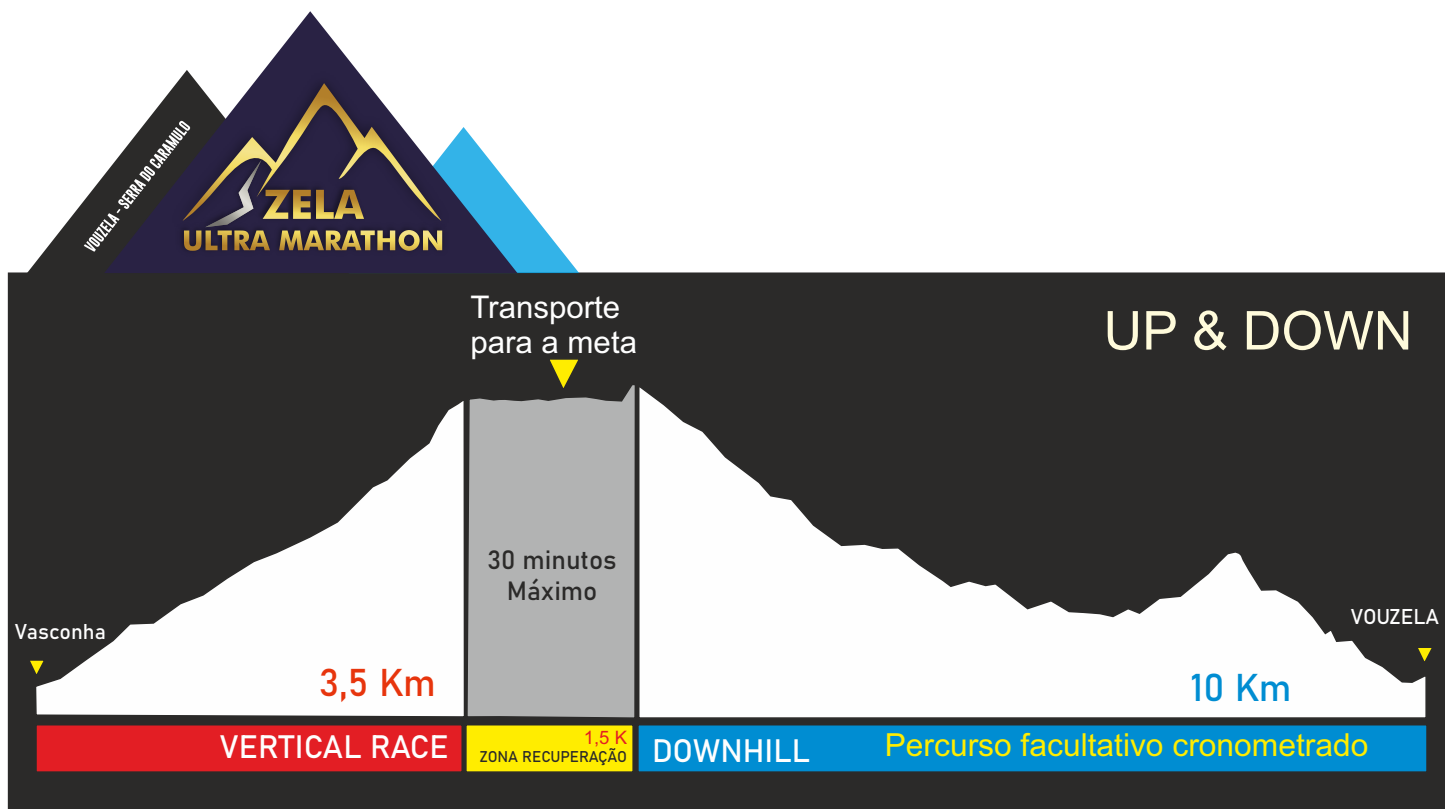 VOUZELA - SERRA DO CARAMULO
ZELA
ULTRA MARATHON
Transporte
para a meta
UP & DOWN
30 minutos
Máximo
Vasconha
VOUZELA
3,5 Km
10 Km
VERTICAL RACE
1,5 K
ZONA RECUPERAÇÃO
DOWNHILL
Percurso facultativo cronometrado